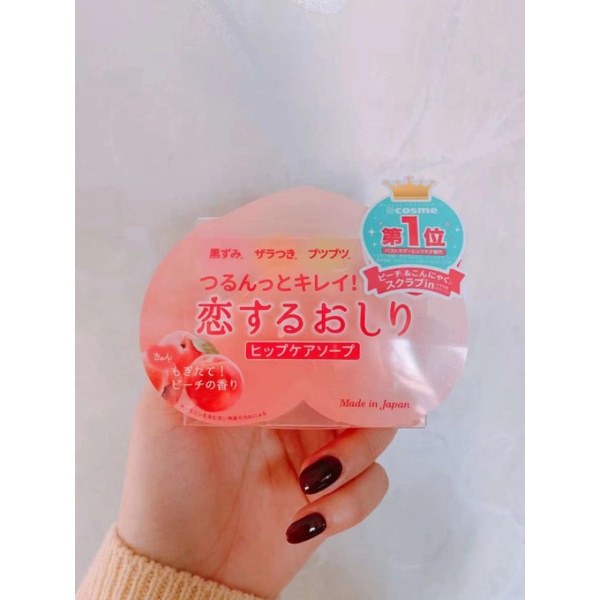 @cosme
第1位
ピーチ&こんにゃく
スクラブin
黒ずみ、ザラつき、ブツブツ、
つるんっとキレイ!
恋するおしり
ヒップケアソープ
きゅん
もぎたて!
ピーチの香り
Made in Japan